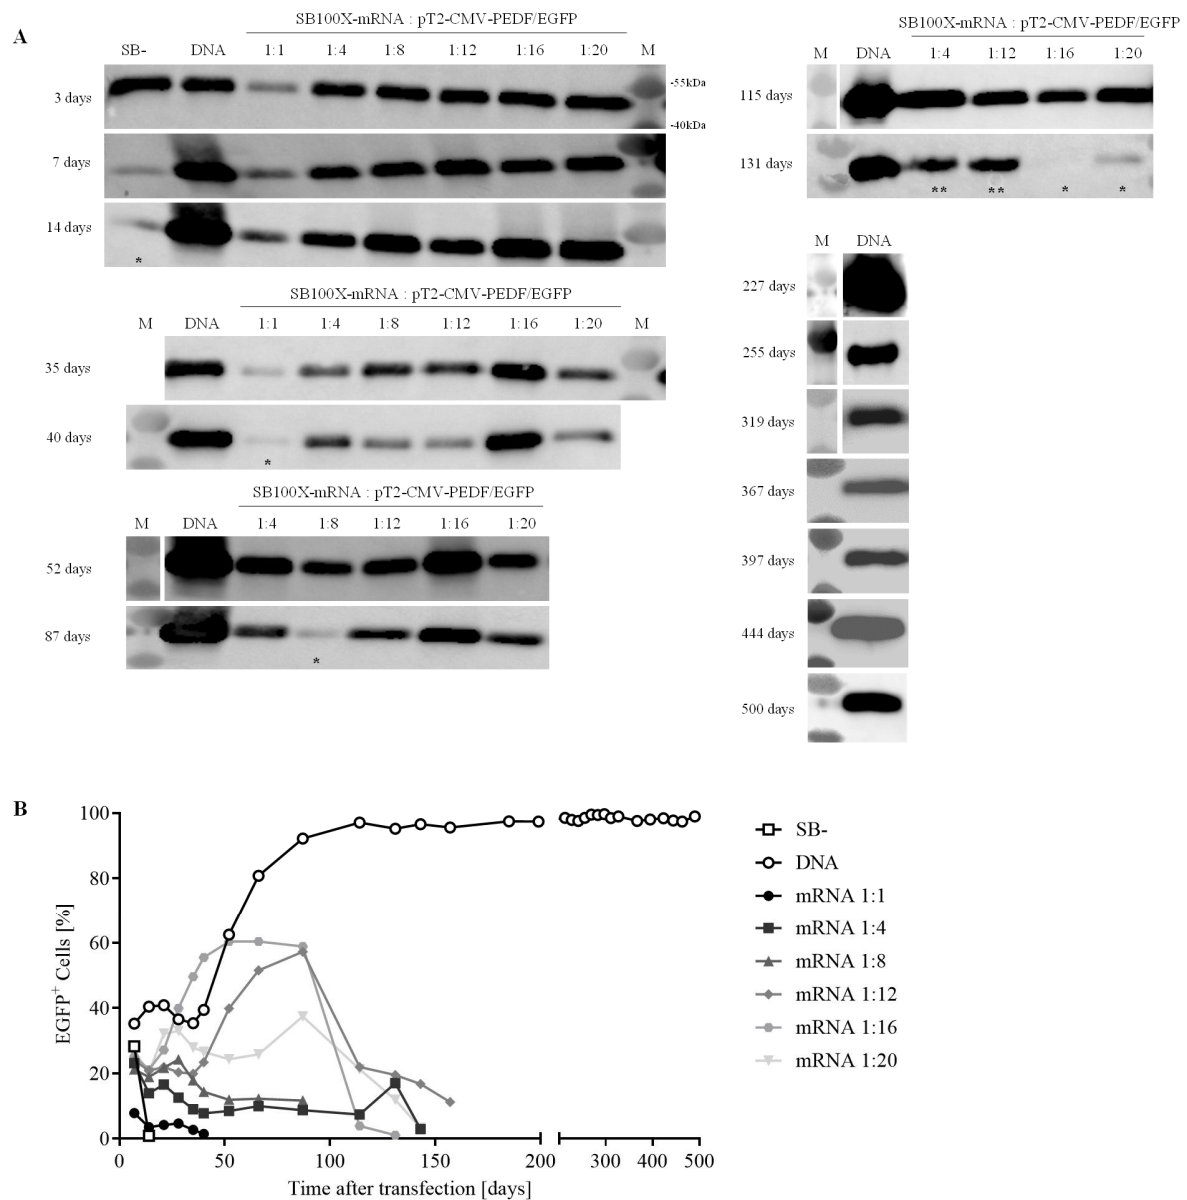 A
SB100X-mRNA : pT2-CMV-PEDF/EGFP
SB- DNA 1:1 1:4 1:8 1:12 1:16 1:20 M
3 days
-55kDa
-40kDa
7 days
14 days
*
SB100X-mRNA : pT2-CMV-PEDF/EGFP
M DNA 1:1 1:4 1:8 1:12 1:16 1:20 M
35 days
40 days
*
SB100X-mRNA : pT2-CMV-PEDF/EGFP
M DNA 1:4 1:8 1:12 1:16 1:20
52 days
87 days
*
SB100X-mRNA : pT2-CMV-PEDF/EGFP
M DNA 1:4 1:12 1:16 1:20
115 days
131 days
** ** * *
M DNA
227 days
255 days
319 days
367 days
397 days
444 days
500 days
B
EGFP+ Cells [%]
100
80
60
40
20
0
0 50 100 150 200 300 400 500
Time after transfection [days]
SB-
DNA
mRNA 1:1
mRNA 1:4
mRNA 1:8
mRNA 1:12
mRNA 1:16
mRNA 1:20